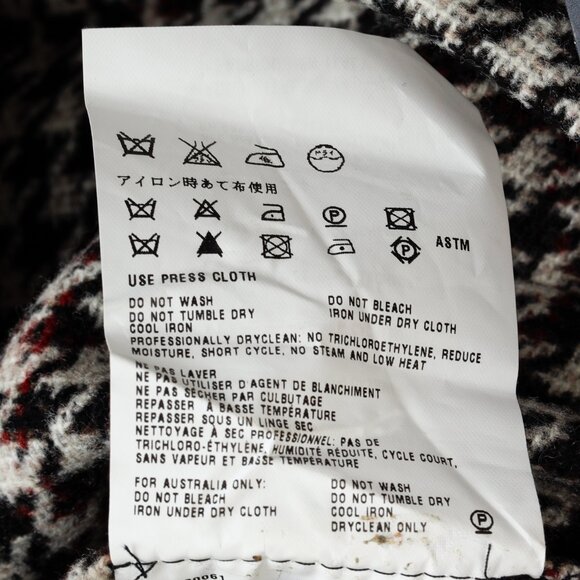 ドライ
アイロン時あて布使用
P
P ASTM
USE PRESS CLOTH
DO NOT WASH DO NOT BLEACH
DO NOT TUMBLE DRY IRON UNDER DRY CLOTH
COOL IRON
PROFESSIONALLY DRYCLEAN: NO TRICHLOROETHYLENE, REDUCE
MOISTURE, SHORT CYCLE, NO STEAM AND LOW HEAT
NE PAS LAVER
NE PAS UTILISER D'AGENT DE BLANCHIMENT
NE PAS SÉCHER PAR CULBUTAGE
REPASSER À BASSE TEMPÉRATURE
REPASSER SOUS UN LINGE SEC
NETTOYAGE À SEC PROFESSIONNEL: PAS DE
TRICHLORO-ÉTHYLÈNE, HUMIDITÉ RÉDUITE, CYCLE COURT,
SANS VAPEUR ET BASSE TEMPÉRATURE
FOR AUSTRALIA ONLY: DO NOT WASH
DO NOT BLEACH DO NOT TUMBLE DRY
IRON UNDER DRY CLOTH COOL IRON
DRYCLEAN ONLY P